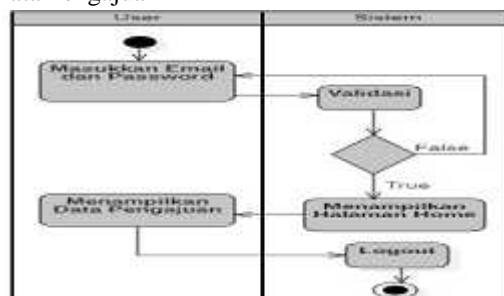 User Sistem
Masukkan Email
dan Password
Validasi
False
True
Menampilkan
Halaman Home
Menampilkan
Data Pengajuan
Logout